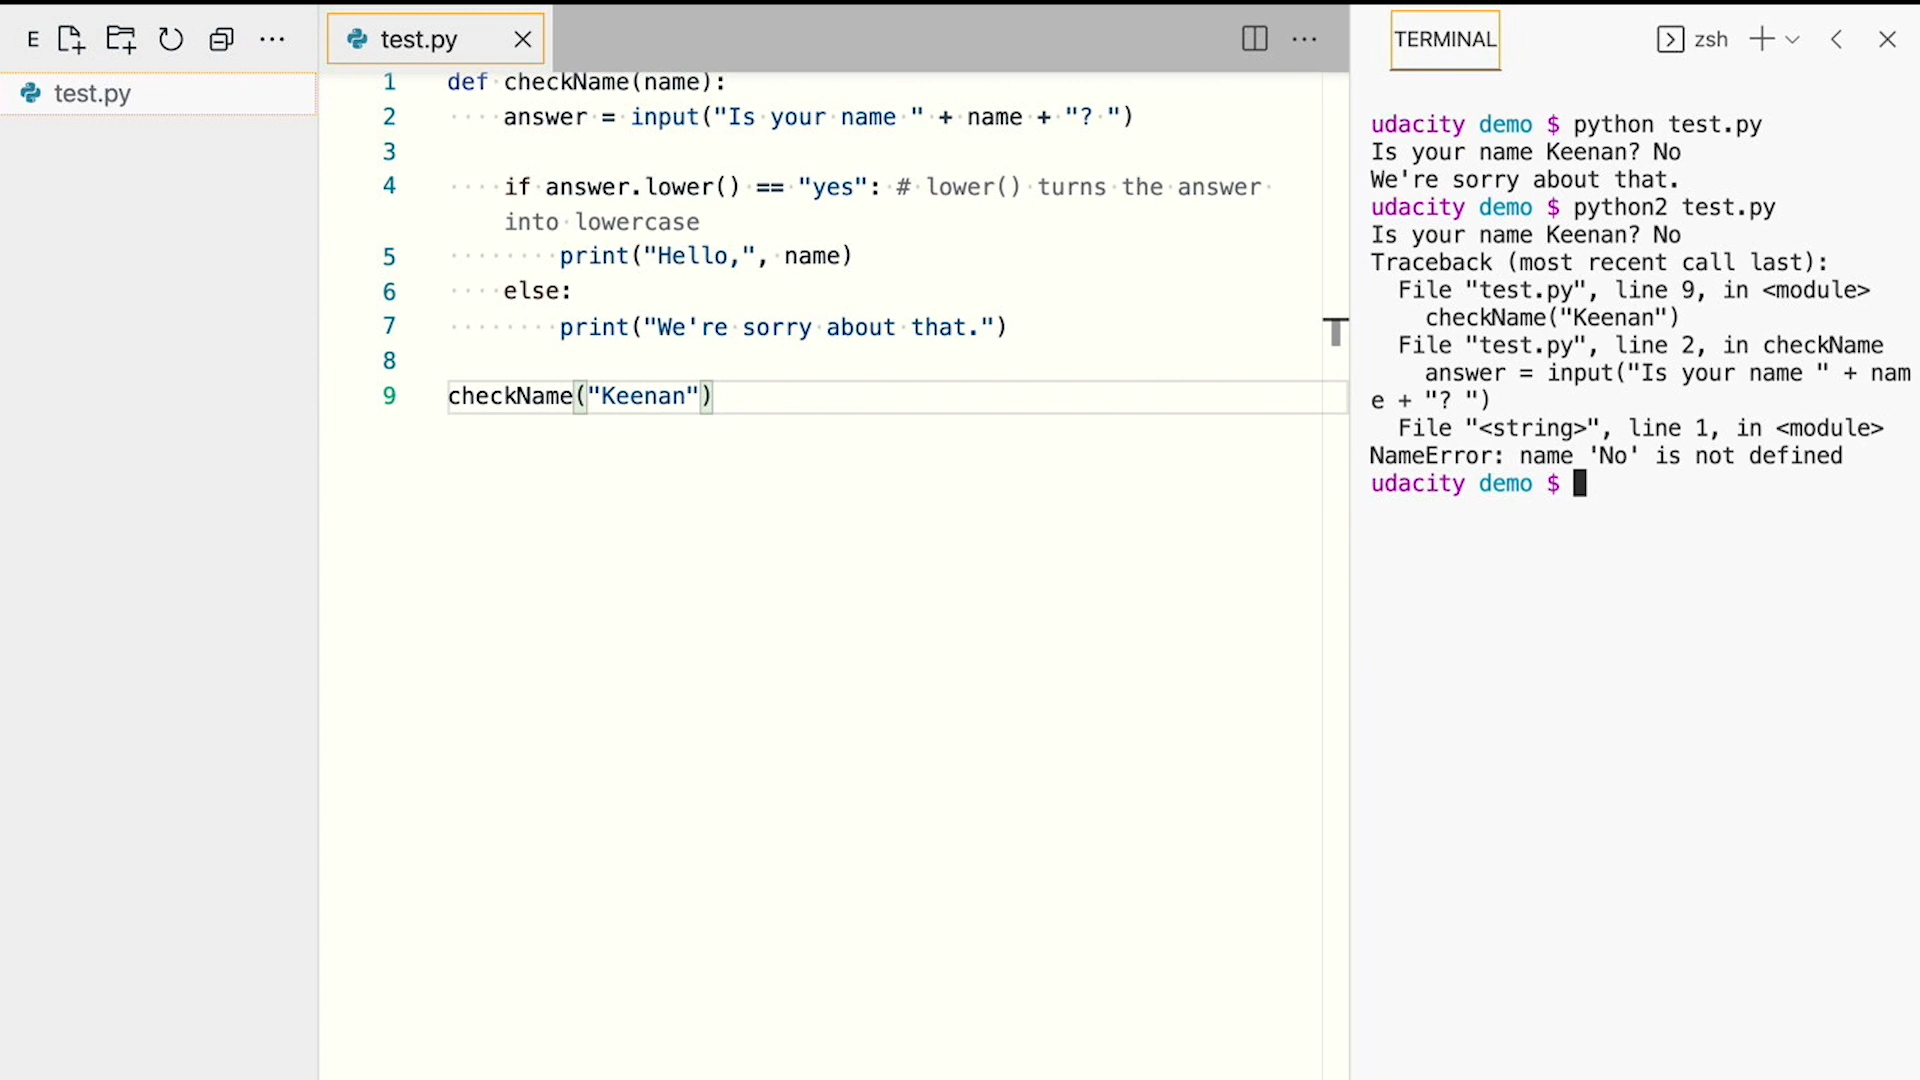 E
test.py
test.py
1 def checkName(name):
2 answer = input("Is your name " + name + "? ")
3
4 if answer.lower() == "yes": # lower() turns the answer
into lowercase
5 print("Hello,", name)
6 else:
7 print("We're sorry about that.")
8
9 checkName("Keenan")
TERMINAL
zsh
udacity demo $ python test.py
Is your name Keenan? No
We're sorry about that.
udacity demo $ python2 test.py
Is your name Keenan? No
Traceback (most recent call last):
File "test.py", line 9, in <module>
checkName("Keenan")
File "test.py", line 2, in checkName
answer = input("Is your name " + nam
e + "? ")
File "<string>", line 1, in <module>
NameError: name 'No' is not defined
udacity demo $